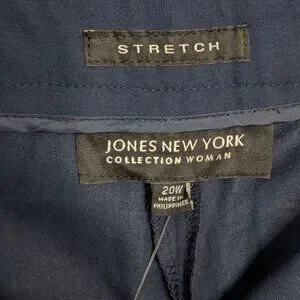 STRETCH
JONES NEW YORK
COLLECTION WOMAN
20W
MADE IN
PHILIPPINES